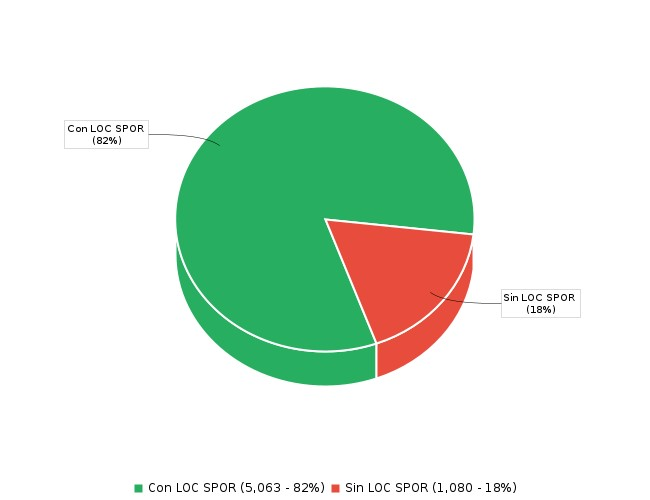 Con LOC SPOR
(82%)
Sin LOC SPOR
(18%)
Con LOC SPOR (5,063 - 82%) Sin LOC SPOR (1,080 - 18%)